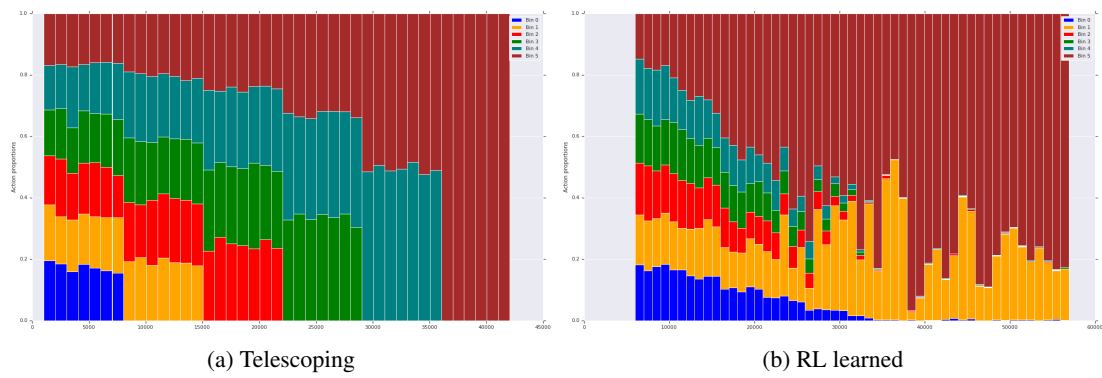 1.0
0.8
0.6
0.4
0.2
0.0
Action proportions
0 5000 10000 15000 20000 25000 30000 35000 40000 45000
Bin 0
Bin 1
Bin 2
Bin 3
Bin 4
Bin 5
(a) Telescoping
1.0
0.8
0.6
0.4
0.2
0.0
Action proportions
0 10000 20000 30000 40000 50000 60000
Bin 0
Bin 1
Bin 2
Bin 3
Bin 4
Bin 5
(b) RL learned